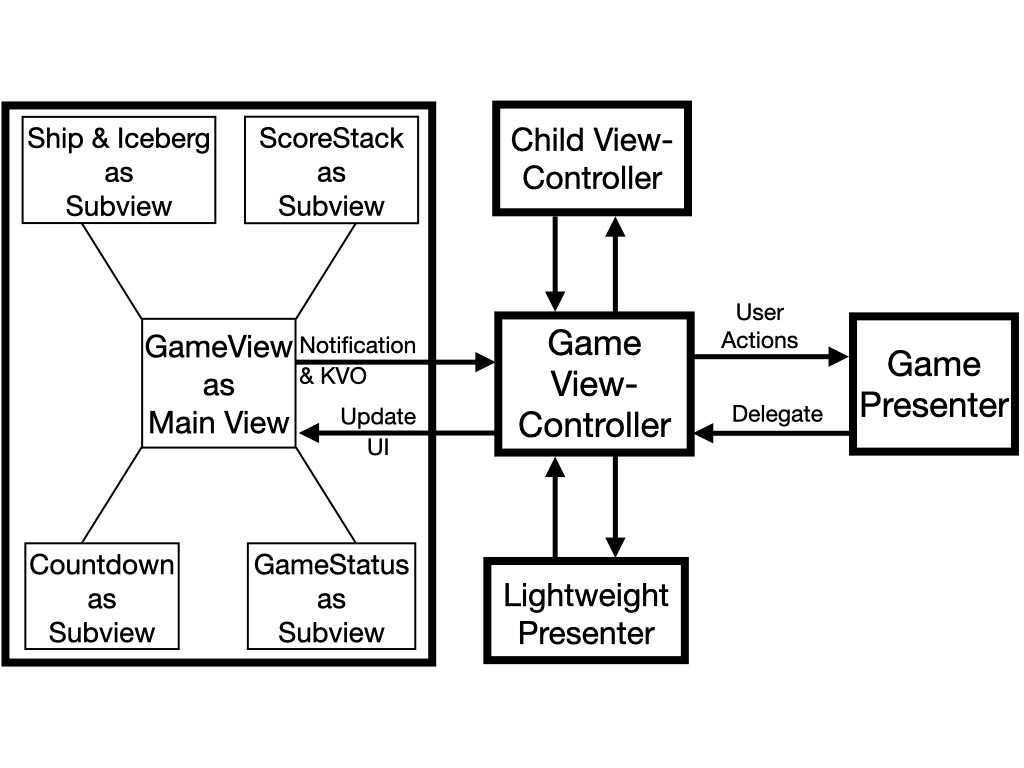 Ship & Iceberg
as
Subview
ScoreStack
as
Subview
Child View-
Controller
GameView
as
Main View
Notification
& KVO
Update
UI
Game
View-
Controller
User
Actions
Delegate
Game
Presenter
Countdown
as
Subview
GameStatus
as
Subview
Lightweight
Presenter